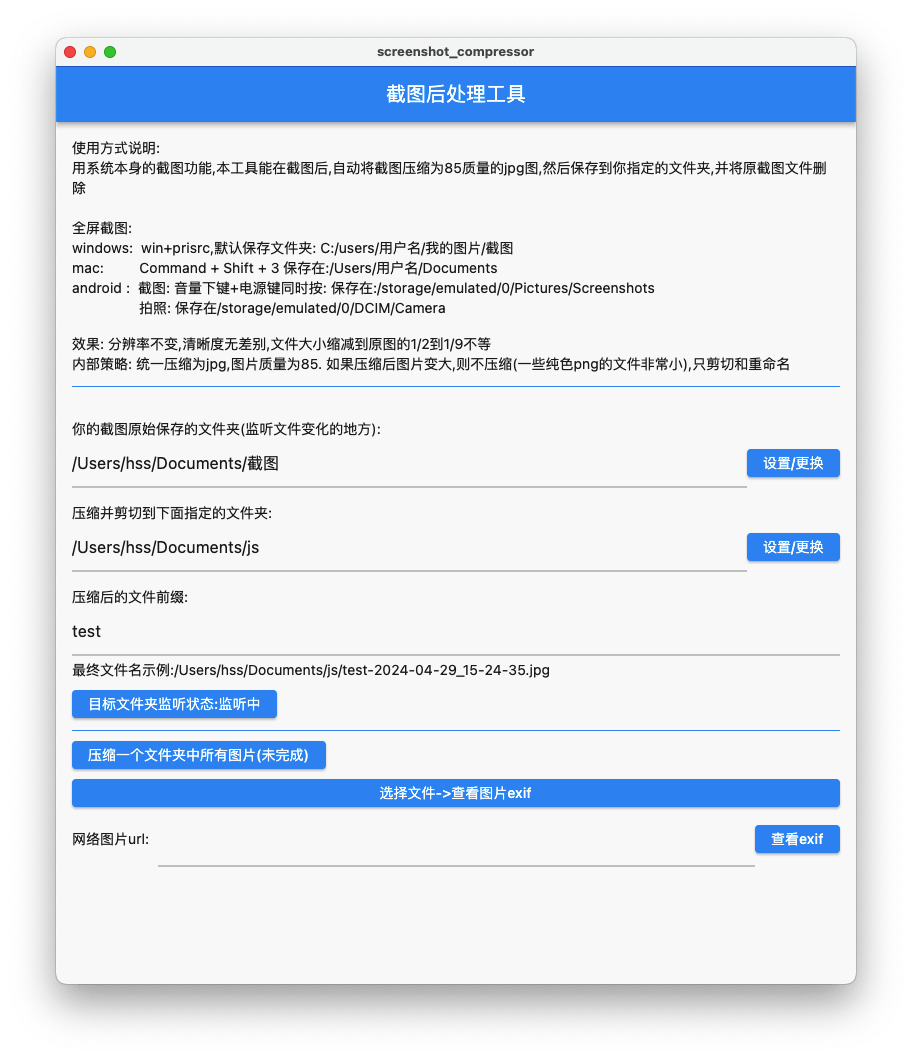 screenshot_compressor
截图后处理工具
使用方式说明:
用系统本身的截图功能,本工具能在截图后,自动将截图压缩为85质量的jpg图,然后保存到你指定的文件夹,并将原截图文件删
除
全屏截图:
windows:  win+prisrc,默认保存文件夹: C:/users/用户名/我的图片/截图
mac:         Command + Shift + 3 保存在:/Users/用户名/Documents
android :  截图: 音量下键+电源键同时按: 保存在:/storage/emulated/0/Pictures/Screenshots
拍照: 保存在/storage/emulated/0/DCIM/Camera
效果: 分辨率不变,清晰度无差别,文件大小缩减到原图的1/2到1/9不等
内部策略: 统一压缩为jpg,图片质量为85. 如果压缩后图片变大,则不压缩(一些纯色png的文件非常小),只剪切和重命名
你的截图原始保存的文件夹(监听文件变化的地方):
/Users/hss/Documents/截图 设置/更换
压缩并剪切到下面指定的文件夹:
/Users/hss/Documents/js 设置/更换
压缩后的文件前缀:
test
最终文件名示例:/Users/hss/Documents/js/test-2024-04-29_15-24-35.jpg
目标文件夹监听状态:监听中
压缩一个文件夹中所有图片(未完成)
选择文件->查看图片exif
网络图片url: 查看exif